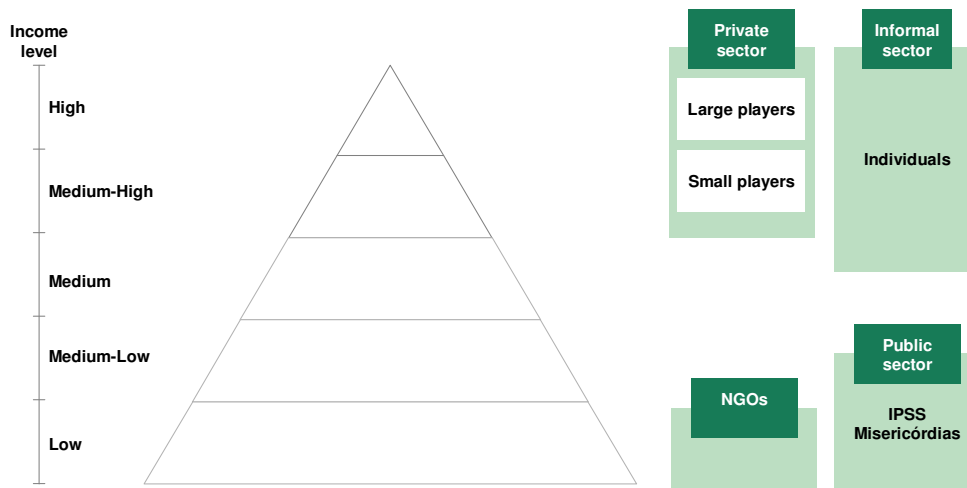 Income
level
High
Medium-High
Medium
Medium-Low
Low
Private
sector
Large players
Small players
Informal
sector
Individuals
NGOs
Public
sector
IPSS
Misericórdias